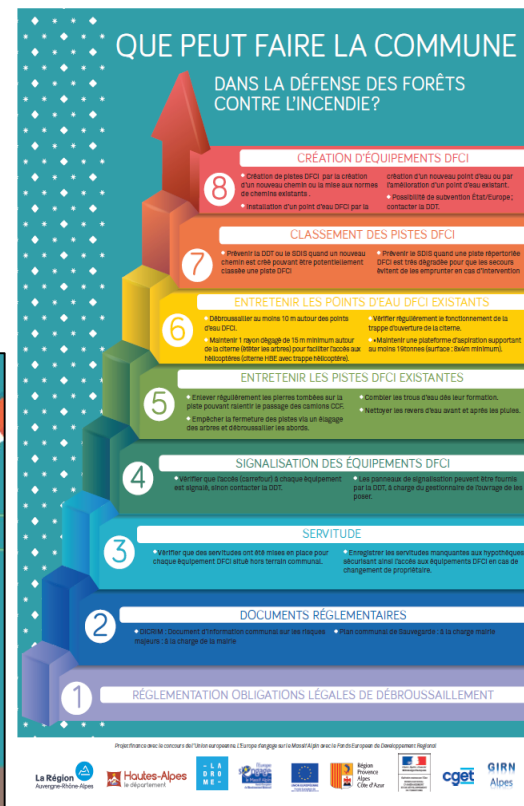 QUE PEUT FAIRE LA COMMUNE
DANS LA DÉFENSE DES FORÊTS
CONTRE L'INCENDIE?
CRÉATION D'ÉQUIPEMENTS DFCI
8
Création de pistes DFCI par la création
d'un nouveau chemin ou la mise aux normes
de chemins existants.
Installation d'un point d'eau DFCI par la
création d'un nouveau point d'eau ou par
l'amélioration d'un point d'eau existant.
Possibilité de subvention État/Europe;
contacter la DDT.
CLASSEMENT DES PISTES DFCI
7
Prévenir la DDT ou le SDIS quand un nouveau
chemin est créé pouvant être potentiellement
classée une piste DFCI
Prévenir le SDIS quand une piste répertoriée
DFCI est très dégradée pour que les secours
évitent de les emprunter en cas d'intervention
ENTRETENIR LES POINTS D'EAU DFCI EXISTANTS
6
Débroussailler au moins 10 m autour des points
d'eau DFCI.
Maintenir 1 rayon dégagé de 15 m minimum autour
de la citerne (étêter les arbres) pour faciliter l'accès aux
hélicoptères (citerne HBE avec trappe hélicoptère).
Vérifier régulièrement le fonctionnement de la
trappe d'ouverture de la citerne.
Maintenir une plateforme d'aspiration supportant
au moins 19tonnes (surface : 8x4m minimum).
ENTRETENIR LES PISTES DFCI EXISTANTES
5
Enlever régulièrement les pierres tombées sur la
piste pouvant ralentir le passage des camions CCF.
Empêcher la fermeture des pistes via un élagage
des arbres et débroussailler les abords.
Combler les trous d'eau dès leur formation.
Nettoyer les revers d'eau avant et après les pluies.
SIGNALISATION DES ÉQUIPEMENTS DFCI
4
Vérifier que l'accès (carrefour) à chaque équipement
est signalé, sinon contacter la DDT.
Les panneaux de signalisation peuvent être fournis
par la DDT, à charge du gestionnaire de l'ouvrage de les
poser.
SERVITUDE
3
Vérifier que des servitudes ont été mises en place pour
chaque équipement DFCI situé hors terrain communal.
Enregistrer les servitudes manquantes aux hypothèques
sécurisant ainsi l'accès aux équipements DFCI en cas de
changement de propriétaire.
DOCUMENTS RÉGLEMENTAIRES
2
DICRIM : Document d'information communal sur les risques
majeurs : à la charge de la mairie
Plan communal de Sauvegarde : à la charge mairie
1
RÉGLEMENTATION OBLIGATIONS LÉGALES DE DÉBROUSSAILLEMENT
Projet financé avec le concours de l'Union européenne. L'Europe s'engage sur le Massif Alpin avec le Fonds Européen de Développement Régional
La Région
Auvergne-Rhône-Alpes
Hautes-Alpes
le département
LA
DRÔ
ME
Région
Provence
Alpes
Côte d'Azur
cget
GIRN
Alpes